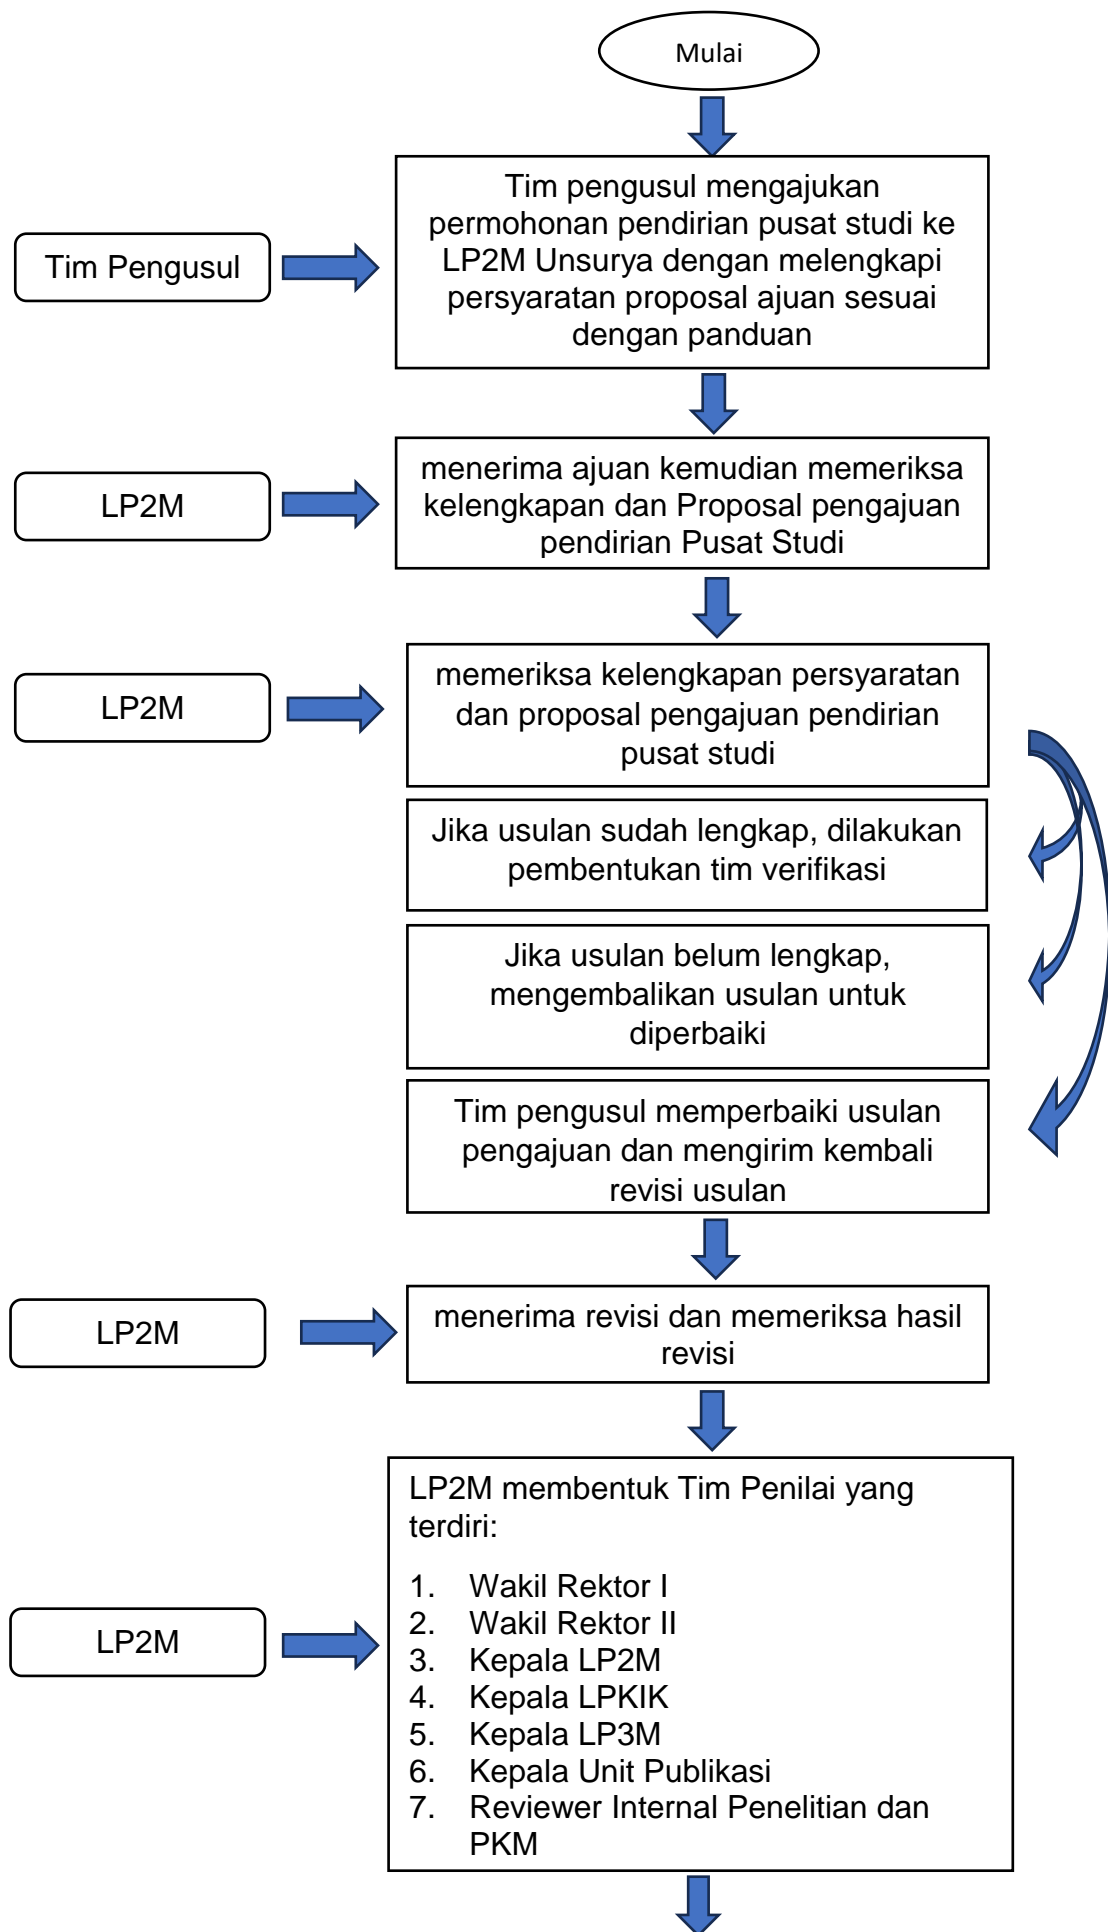 Mulai
Tim Pengusul
Tim pengusul mengajukan
permohonan pendirian pusat studi ke
LP2M Unsurya dengan melengkapi
persyaratan proposal ajuan sesuai
dengan panduan
LP2M
menerima ajuan kemudian memeriksa
kelengkapan dan Proposal pengajuan
pendirian Pusat Studi
LP2M
memeriksa kelengkapan persyaratan
dan proposal pengajuan pendirian
pusat studi
Jika usulan sudah lengkap, dilakukan
pembentukan tim verifikasi
Jika usulan belum lengkap,
mengembalikan usulan untuk
diperbaiki
Tim pengusul memperbaiki usulan
pengajuan dan mengirim kembali
revisi usulan
LP2M
menerima revisi dan memeriksa hasil
revisi
LP2M
LP2M membentuk Tim Penilai yang
terdiri:
1. Wakil Rektor I
2. Wakil Rektor II
3. Kepala LP2M
4. Kepala LPKIK
5. Kepala LP3M
6. Kepala Unit Publikasi
7. Reviewer Internal Penelitian dan
PKM